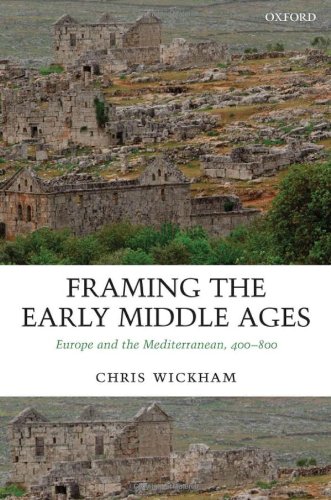 OXFORD
FRAMING THE
EARLY MIDDLE AGES
Europe and the Mediterranean, 400–800
CHRIS WICKHAM